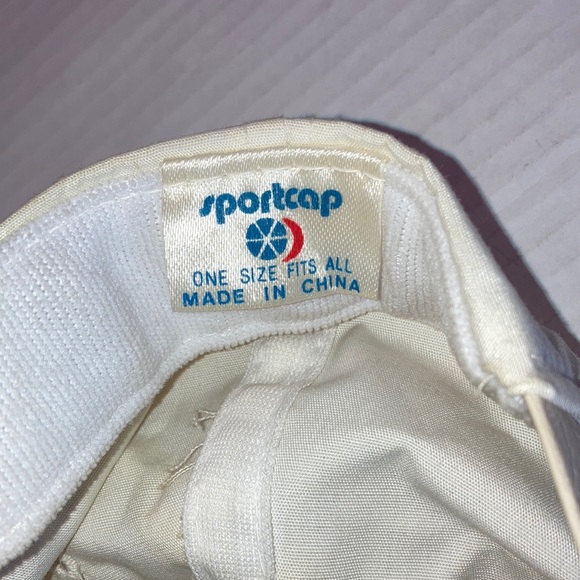 sportcap
ONE SIZE FITS ALL
MADE IN CHINA